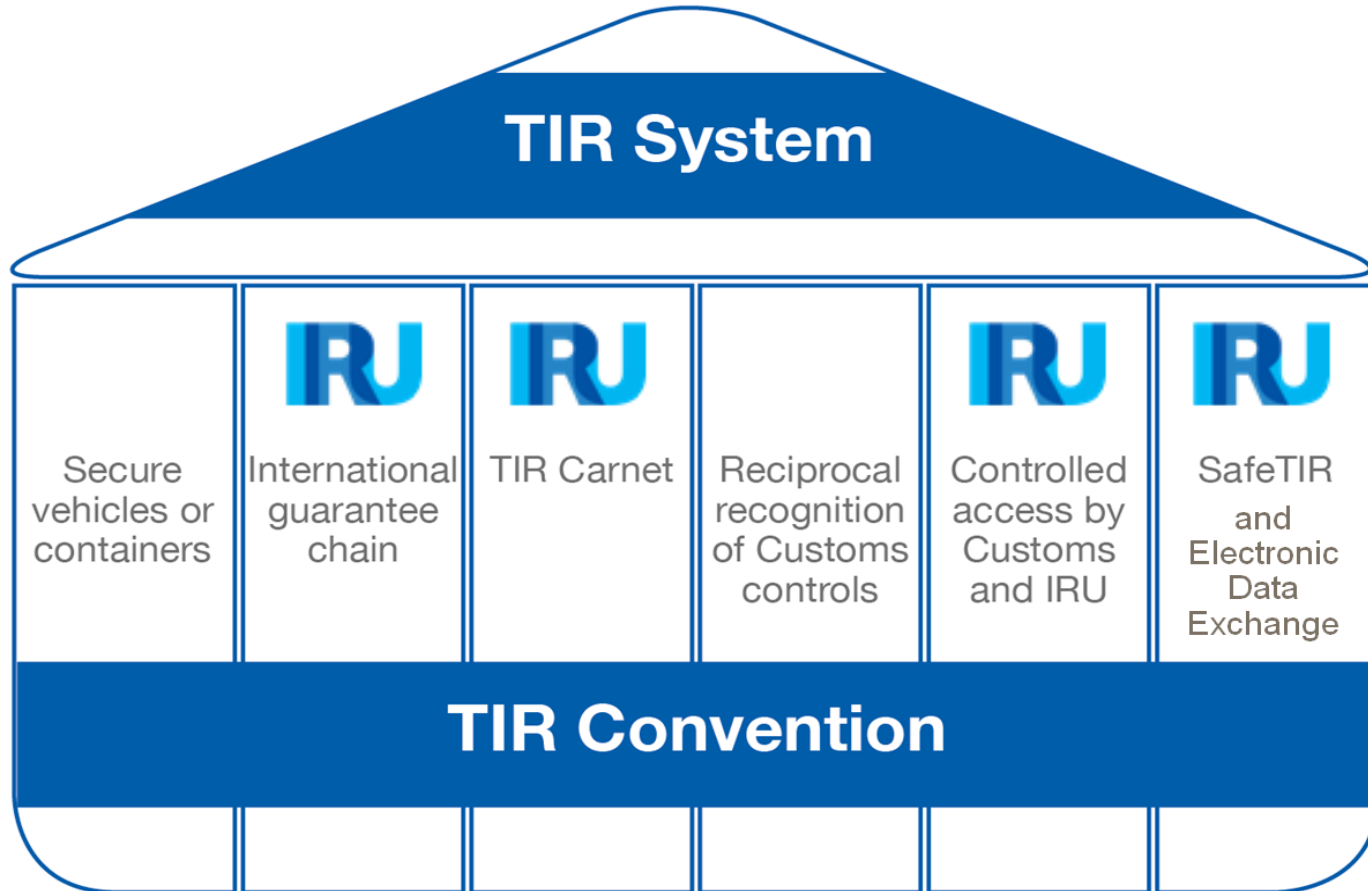 TIR System
IRU
IRU
IRU
IRU
Secure
vehicles or
containers
International
guarantee
chain
TIR Carnet
Reciprocal
recognition
of Customs
controls
Controlled
access by
Customs
and IRU
SafeTIR
and
Electronic
Data
Exchange
TIR Convention